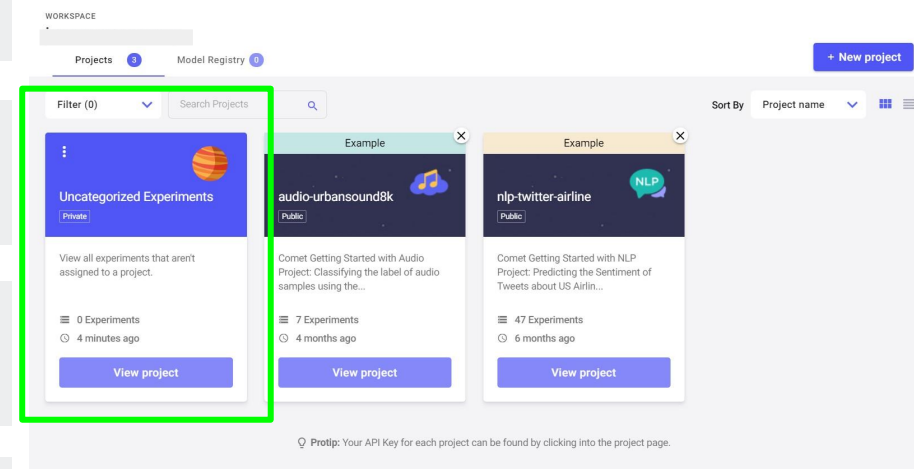 WORKSPACE
Projects 3 Model Registry 0
+ New project
Filter (0) Search Projects Sort By Project name
Example Example
NLP
Uncategorized Experiments audio-urbansound8k nlp-twitter-airline
Private Public Public
View all experiments that aren't Comet Getting Started with Audio Comet Getting Started with NLP
assigned to a project. Project: Classifying the label of audio Project: Predicting the Sentiment of
samples using the... Tweets about US Airlin...
0 Experiments 7 Experiments 47 Experiments
4 minutes ago 4 months ago 6 months ago
View project View project View project
Protip: Your API Key for each project can be found by clicking into the project page.